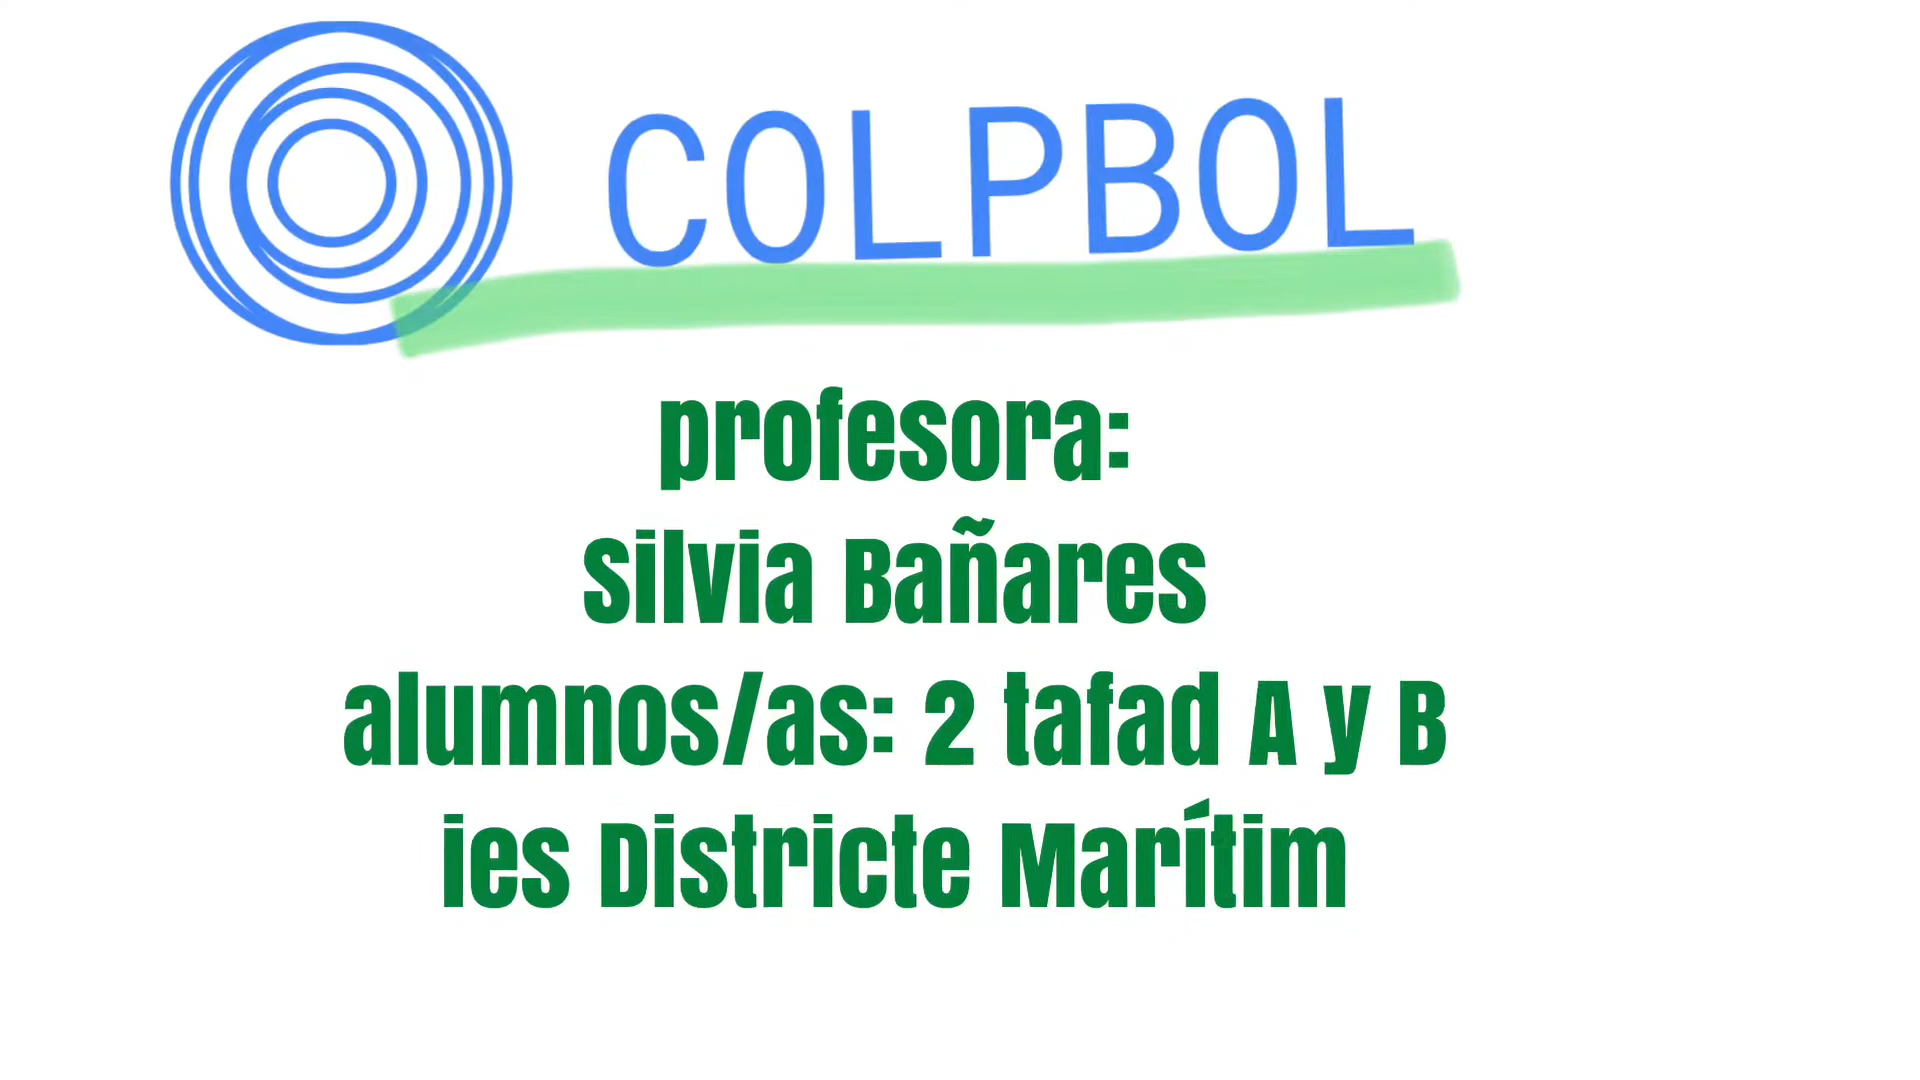 COLPBOL
profesora:
Silvia Bañares
alumnos/as: 2 tafad A y B
ies Districte Marítim